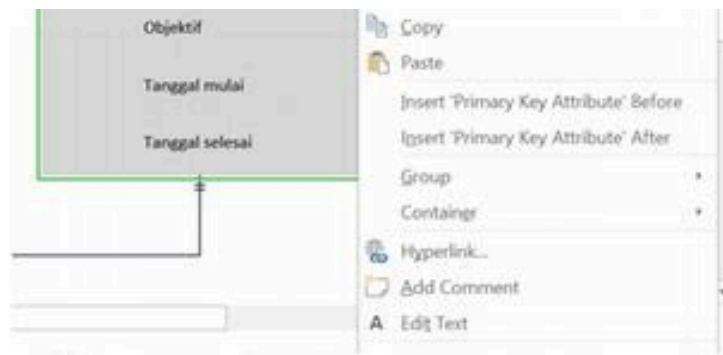 Objektif
Tanggal mulai
Tanggal selesai
Copy
Paste
Insert 'Primary Key Attribute' Before
Insert 'Primary Key Attribute' After
Group
Container
Hyperlink...
Add Comment
A Edit Text